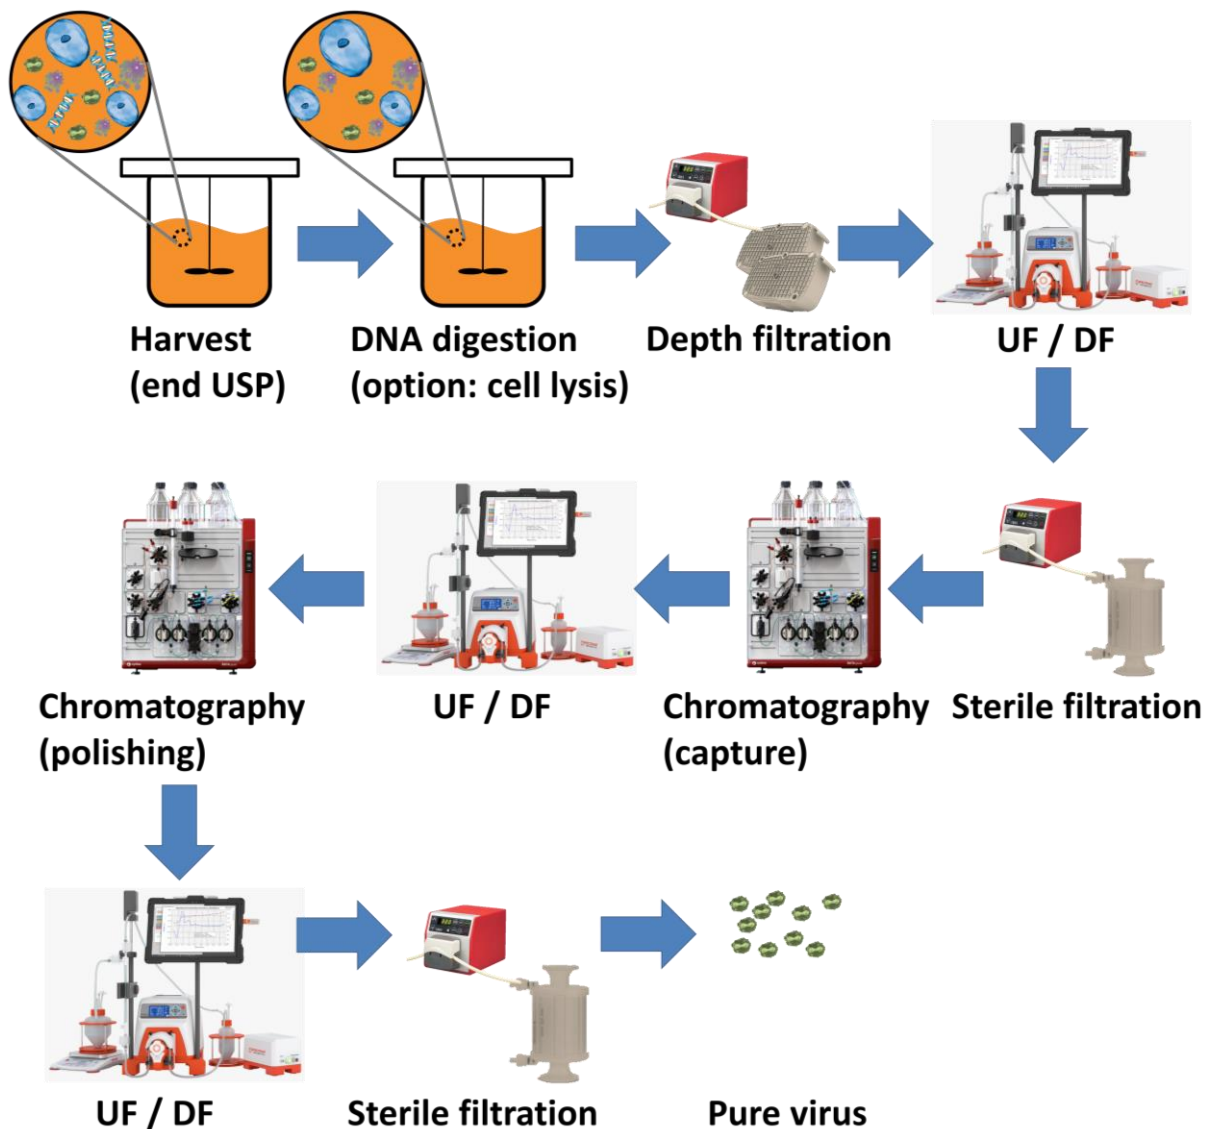 Harvest
(end USP)
DNA digestion
(option: cell lysis)
Depth filtration
UF / DF
Sterile filtration
Chromatography
(capture)
UF / DF
Chromatography
(polishing)
UF / DF
Sterile filtration
Pure virus